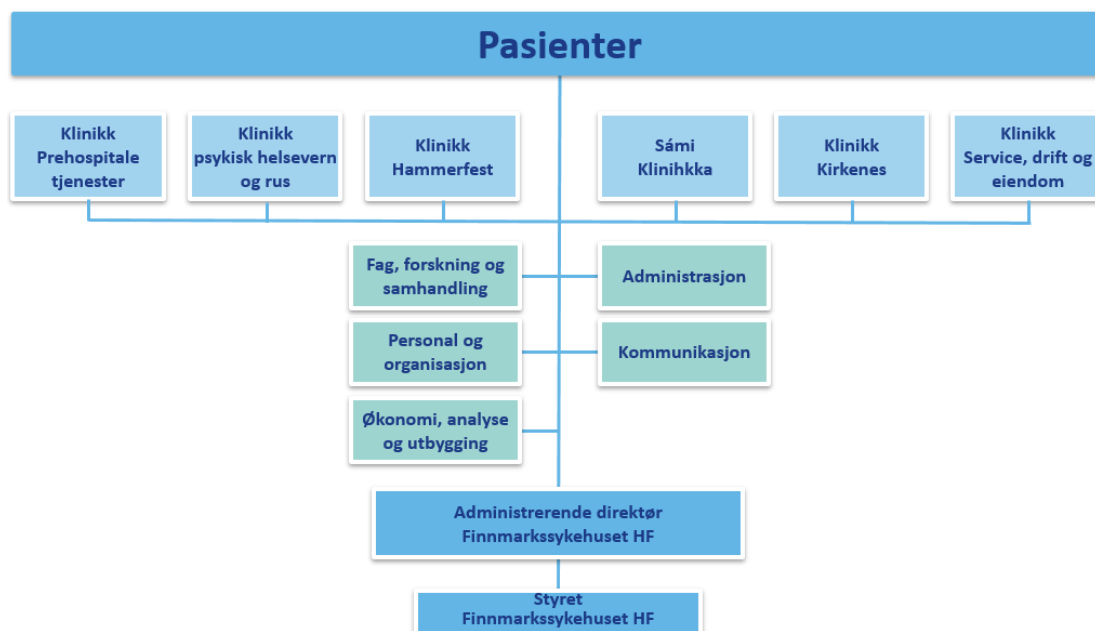 Pasienter
Klinikk
Prehospitale
tjenester
Klinikk
psykisk helsevern
og rus
Klinikk
Hammerfest
Sámi
Klinihkka
Klinikk
Kirkenes
Klinikk
Service, drift og
eiendom
Fag, forskning og
samhandling
Administrasjon
Personal og
organisasjon
Kommunikasjon
Økonomi, analyse
og utbygging
Administrerende direktør
Finnmarkssykehuset HF
Styret
Finnmarkssykehuset HF